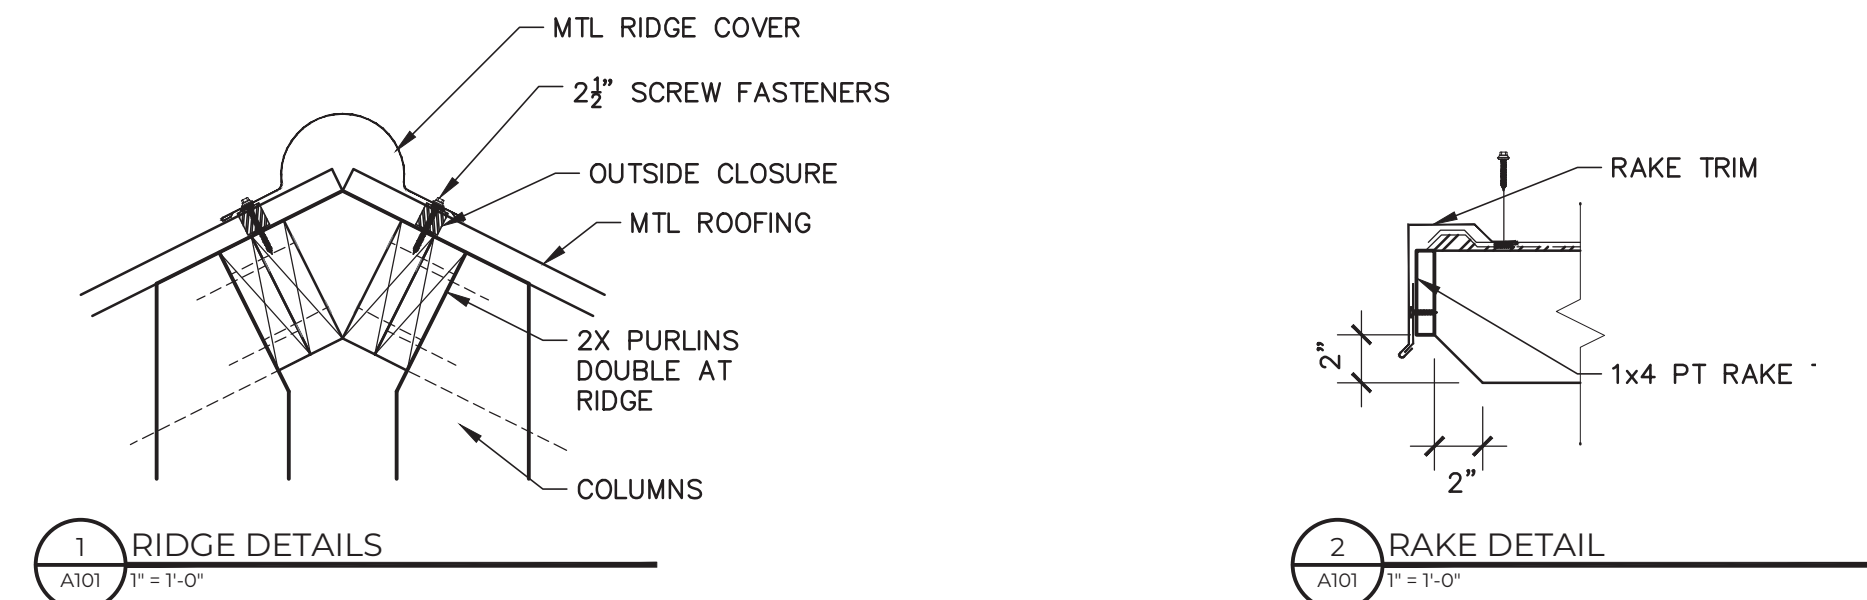 MTL RIDGE COVER
2½” SCREW FASTENERS
OUTSIDE CLOSURE
MTL ROOFING
2X PURLINS
DOUBLE AT
RIDGE
COLUMNS
1
A101
RIDGE DETAILS
1" = 1'-0"
RAKE TRIM
1x4 PT RAKE
2”
2”
2
A101
RAKE DETAIL
1" = 1'-0"